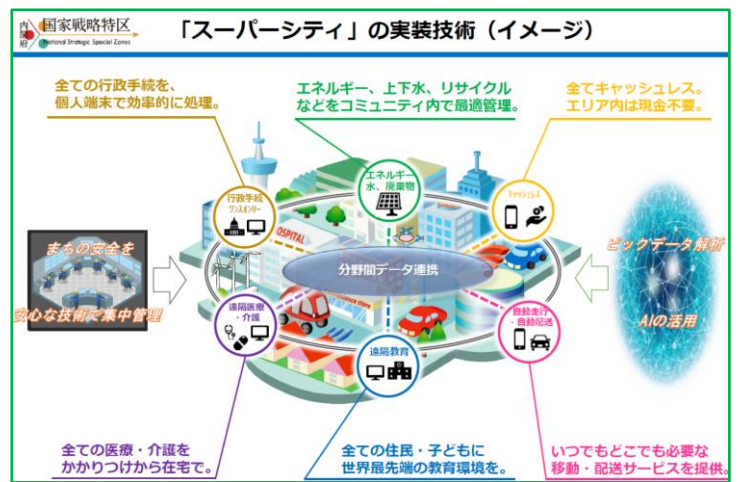 内閣府
国家戦略特区
National Strategic Special Zones
「スーパーシティ」の実装技術（イメージ）
全ての行政手続を、
個人端末で効率的に処理。
エネルギー、上下水、リサイクル
などをコミュニティ内で最適管理。
全てキャッシュレス。
エリア内は現金不要。
行政手続
ワンスオンリー
エネルギー
水、廃棄物
キャッシュレス
HOSPITAL
まちの安全を
安心な技術で集中管理
分野間データ連携
ビックデータ解析
AIの活用
遠隔医療
・介護
遠隔教育
自動走行
・自動配送
全ての医療・介護を
かかりつけから在宅で。
全ての住民・子どもに
世界最先端の教育環境を。
いつでもどこでも必要な
移動・配送サービスを提供。